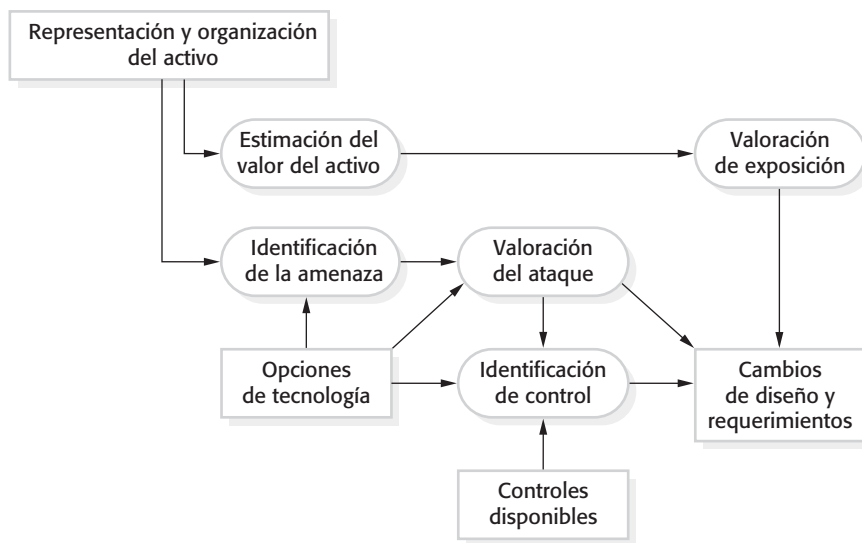 Representación y organización
del activo
Estimación del
valor del activo
Valoración
de exposición
Identificación
de la amenaza
Valoración
del ataque
Opciones
de tecnología
Identificación
de control
Cambios
de diseño y
requerimientos
Controles
disponibles